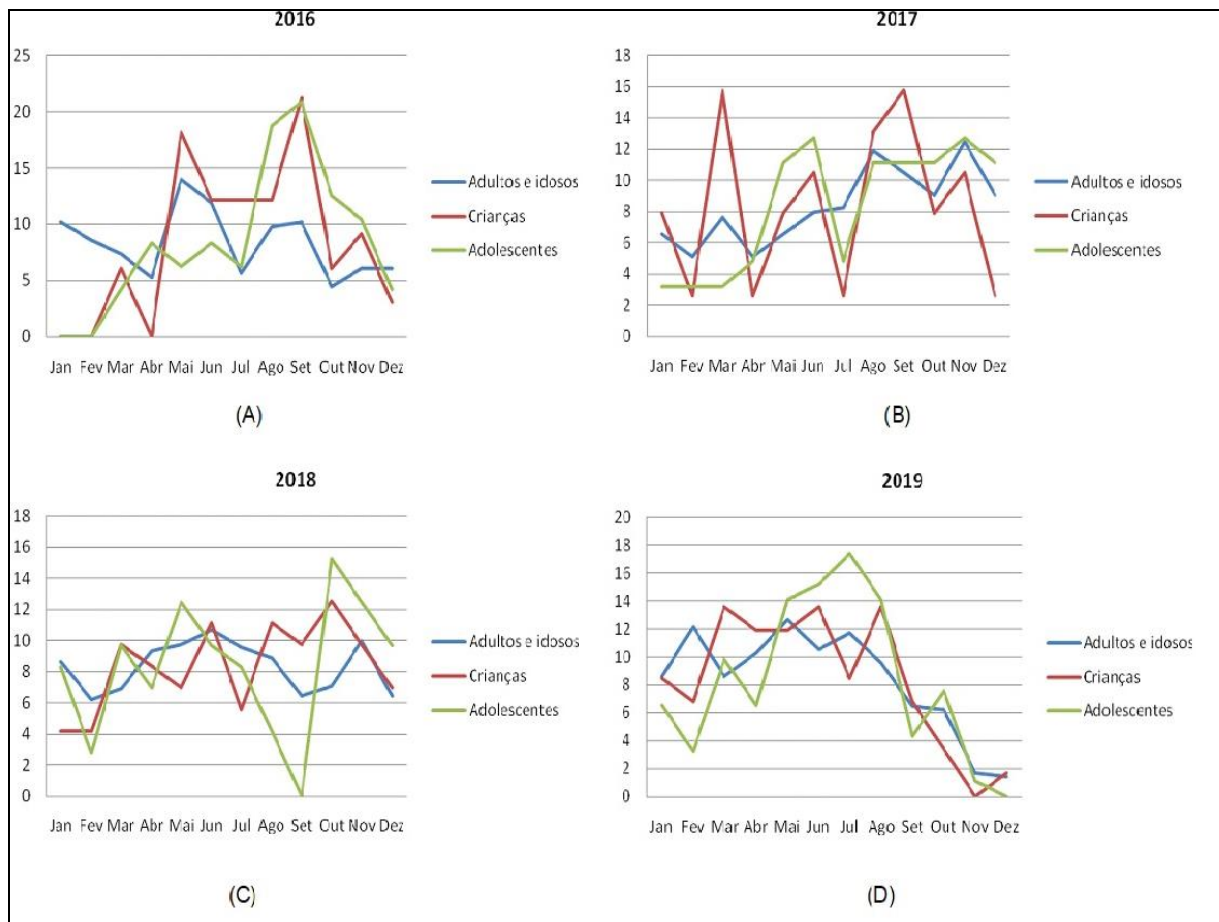 2016
25
20
15
10
5
0
Jan Fev Mar Abr Mai Jun Jul Ago Set Out Nov Dez
Adultos e idosos
Crianças
Adolescentes
(A)
2017
18
16
14
12
10
8
6
4
2
0
Jan Fev Mar Abr Mai Jun Jul Ago Set Out Nov Dez
Adultos e idosos
Crianças
Adolescentes
(B)
2018
18
16
14
12
10
8
6
4
2
0
Jan Fev Mar Abr Mai Jun Jul Ago Set Out Nov Dez
Adultos e idosos
Crianças
Adolescentes
(C)
2019
20
18
16
14
12
10
8
6
4
2
0
Jan Fev Mar Abr Mai Jun Jul Ago Set Out Nov Dez
Adultos e idosos
Crianças
Adolescentes
(D)